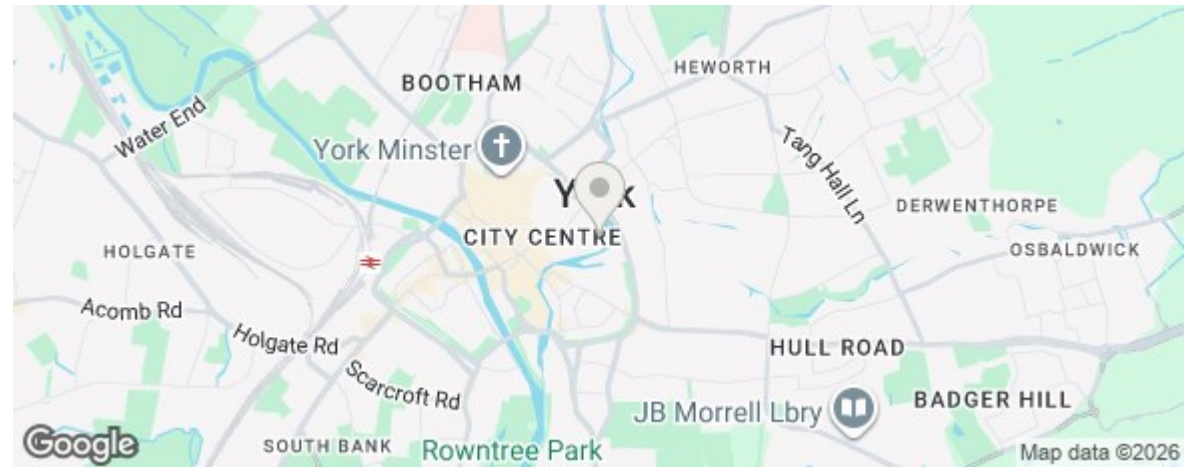 HEWORTH
BOOTHAM
Water End
York Minster
Tang Hall Ln
DERWENTHORPE
CITY CENTRE
OSBALDWICK
HOLGATE
Acomb Rd
Holgate Rd
HULL ROAD
Scarcroft Rd
BADGER HILL
JB Morrell Lbry
SOUTH BANK
Rowntree Park
Google
Map data ©2026